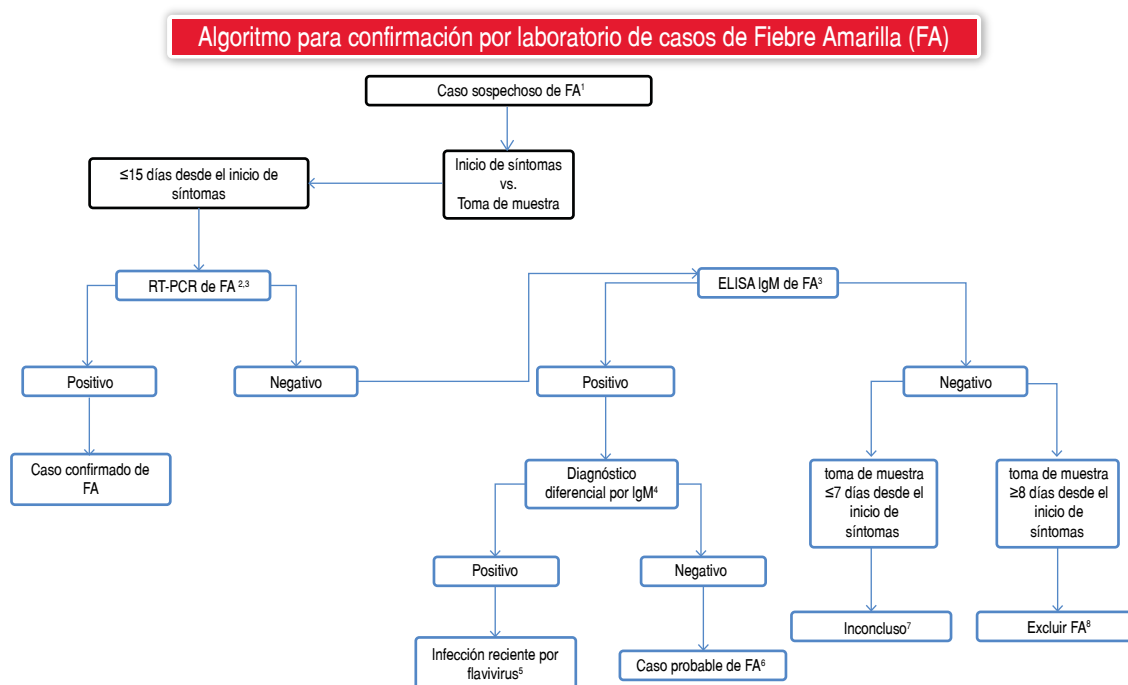 Algoritmo para confirmación por laboratorio de casos de Fiebre Amarilla (FA)
Caso sospechoso de FA¹
Inicio de síntomas
vs.
Toma de muestra
≤15 días desde el inicio de
síntomas
RT-PCR de FA ²,³
ELISA IgM de FA³
Positivo
Negativo
Positivo
Negativo
Caso confirmado de
FA
Diagnóstico
diferencial por IgM⁴
toma de muestra
≤7 días desde el
inicio de
síntomas
toma de muestra
≥8 días desde el
inicio de
síntomas
Positivo
Negativo
Inconcluso⁷
Excluir FA⁸
Infección reciente por
flavivirus⁵
Caso probable de FA⁶